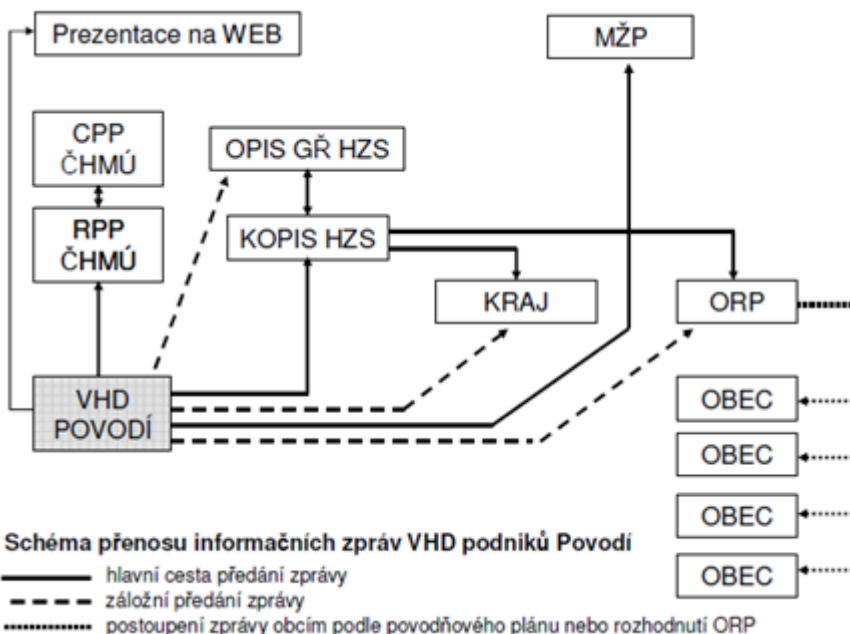 Prezentace na WEB
MŽP
CPP
ČHMÚ
OPIS GŘ HZS
RPP
ČHMÚ
KOPIS HZS
KRAJ
ORP
VHD
POVODÍ
OBEC
OBEC
OBEC
OBEC
Schéma přenosu informačních zpráv VHD podniků Povodí
hlavní cesta předání zprávy
záložní předání zprávy
postoupení zprávy obcím podle povodňového plánu nebo rozhodnutí ORP